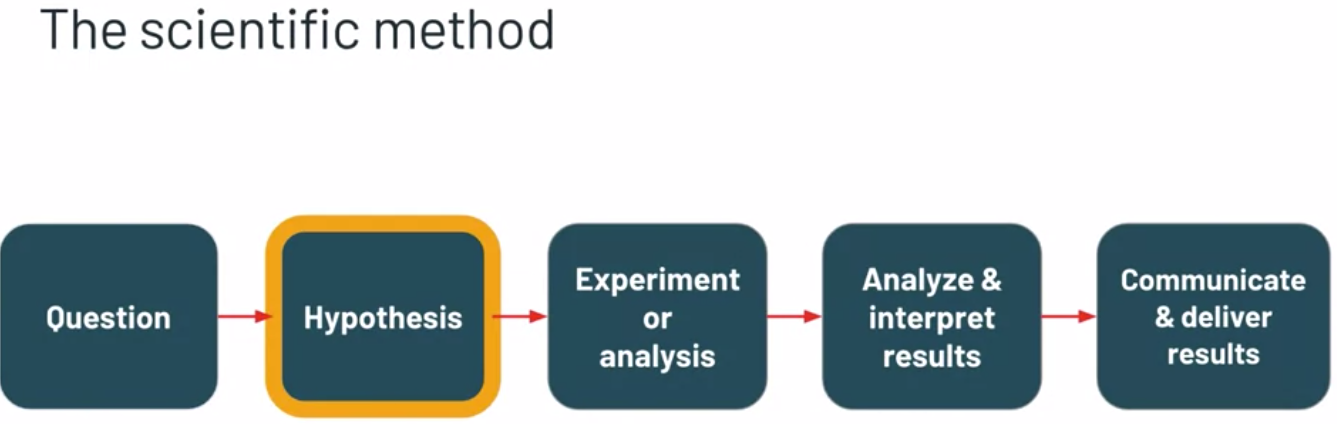 The scientific method
Question
Hypothesis
Experiment
or
analysis
Analyze &
interpret
results
Communicate
& deliver
results